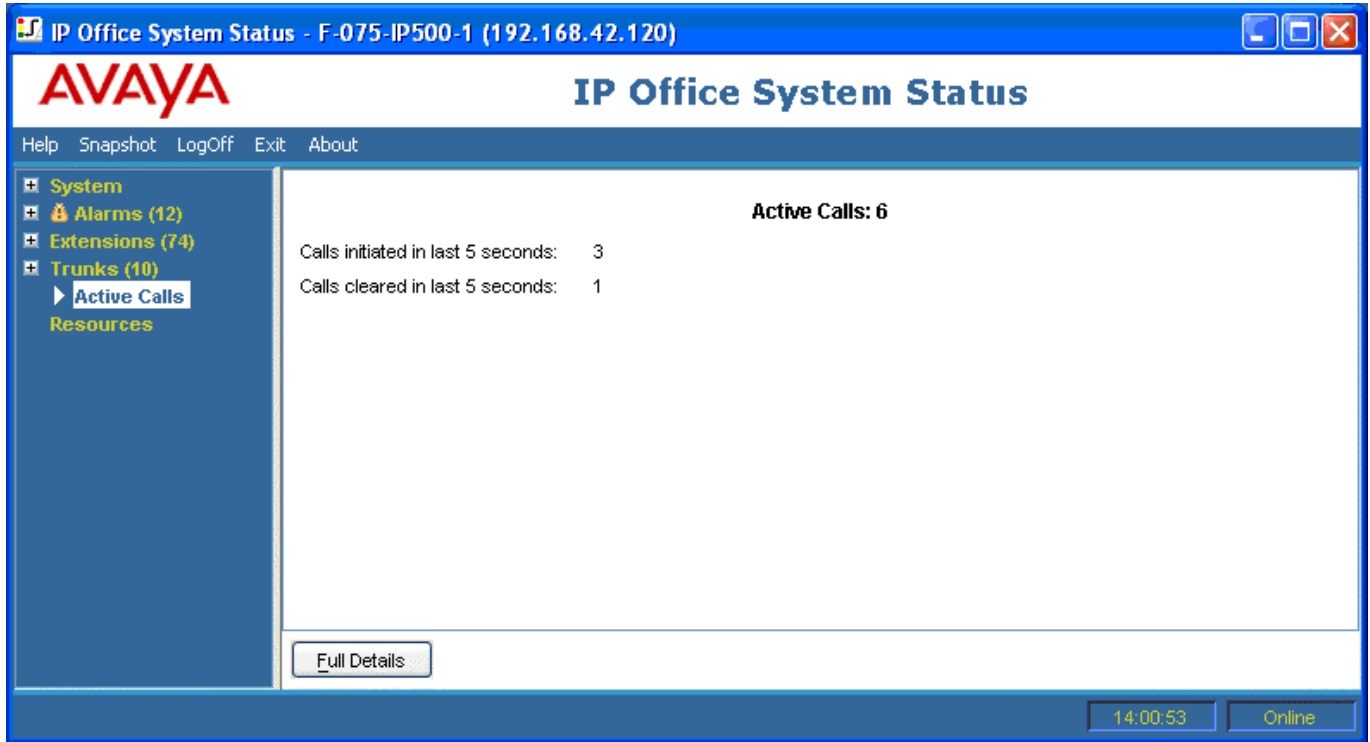 IP Office System Status - F-075-IP500-1 (192.168.42.120)
AVAYA
IP Office System Status
Help Snapshot LogOff Exit About
System
Alarms (12)
Extensions (74)
Trunks (10)
Active Calls
Resources
Active Calls: 6
Calls initiated in last 5 seconds: 3
Calls cleared in last 5 seconds: 1
Full Details
14:00:53
Online